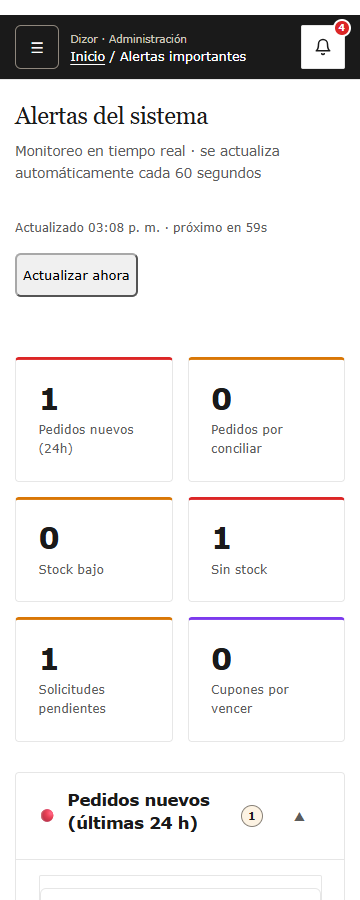 ☰
Dizor · Administración
Inicio / Alertas importantes
4
Alertas del sistema
Monitoreo en tiempo real · se actualiza
automáticamente cada 60 segundos
Actualizado 03:08 p. m. · próximo en 59s
Actualizar ahora
1
Pedidos nuevos
(24h)
0
Pedidos por
conciliar
0
Stock bajo
1
Sin stock
1
Solicitudes
pendientes
0
Cupones por
vencer
Pedidos nuevos
(últimas 24 h)
1
▲